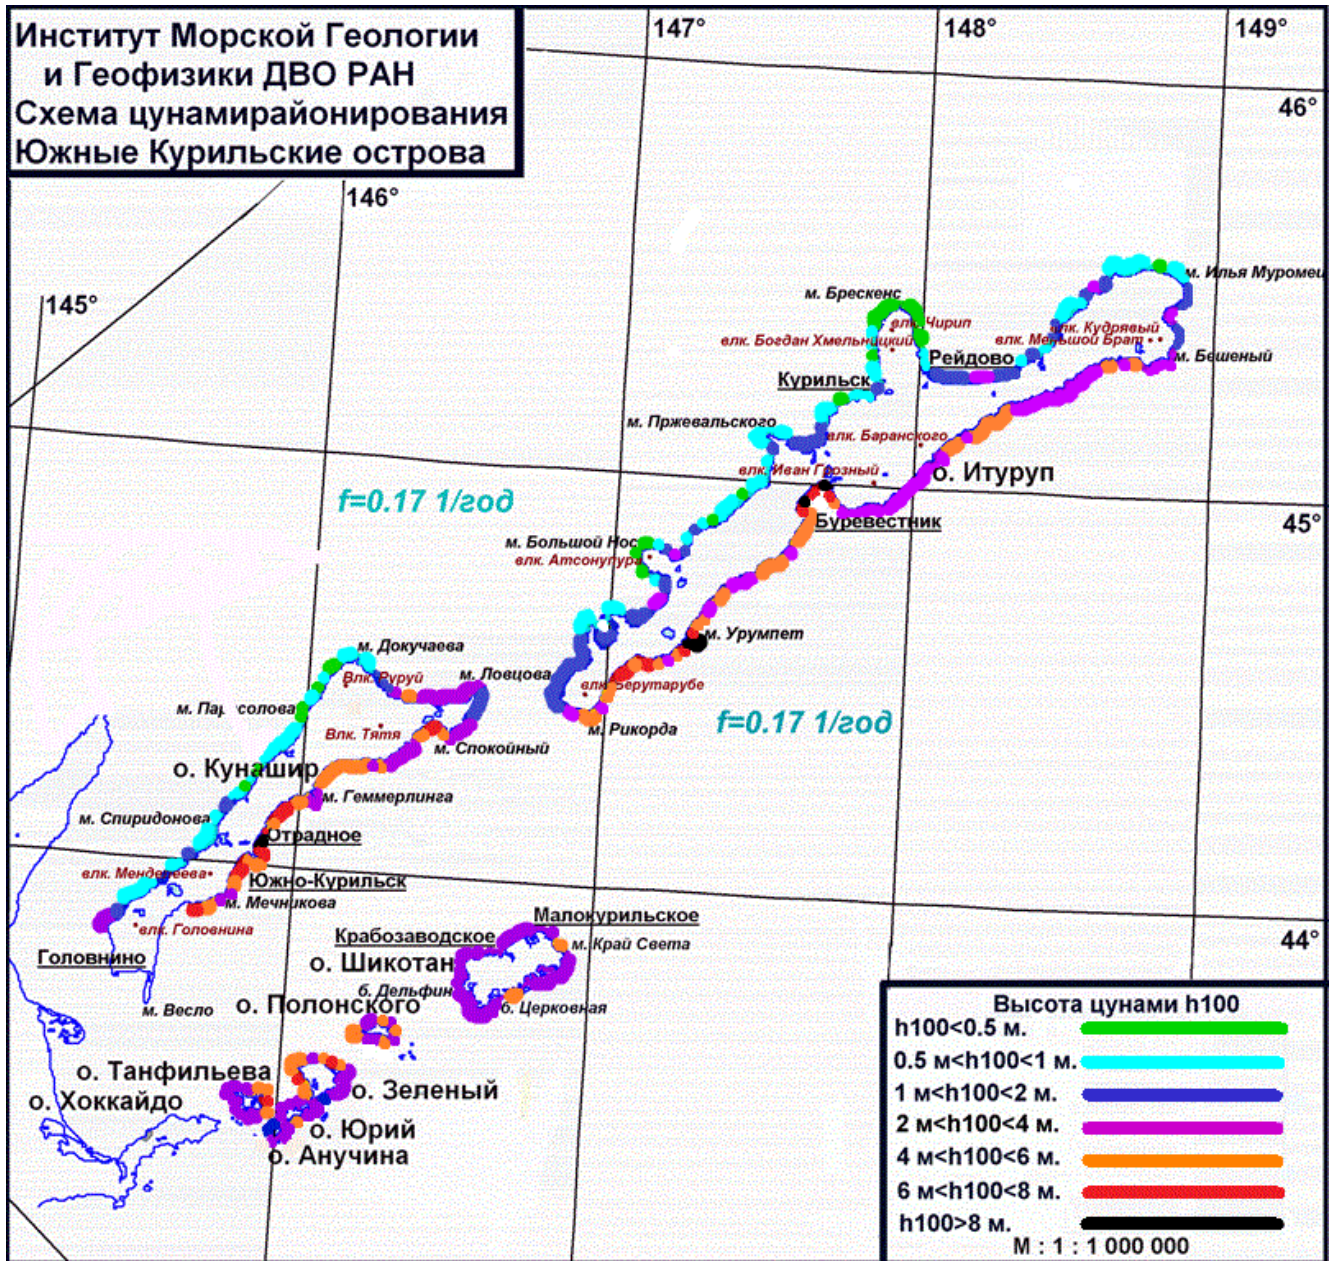 Институт Морской Геологии
и Геофизики ДВО РАН
Схема цунамирайонирования
Южные Курильские острова
147°
148°
149°
46°
146°
145°
м. Илья Муромец
м. Брескенс
влк. Чирип
влк. Богдан Хмельницкий
влк. Кудрявый
влк. Меньшой Брат
Рейдово
м. Бешеный
Курильск
м. Пржевальского
влк. Баранского
влк. Иван Грозный
о. Итуруп
f=0.17 1/год
45°
Буревестник
м. Большой Нос
влк. Атсонупура
м. Урумпет
м. Докучаева
Влк. Руруй
м. Ловцова
влк. Берутарубе
м. Рикорда
f=0.17 1/год
Влк. Тятя
м. Спокойный
о. Кунашир
м. Геммерлинга
м. Спиридонова
Отрадное
влк. Менделеева
Южно-Курильск
м. Мечникова
влк. Головнина
Малокурильское
Крабозаводское
м. Край Света
44°
Головнино
о. Шикотан
б. Дельфин
б. Церковная
м. Весло
о. Полонского
о. Танфильева
о. Зеленый
о. Хоккайдо
о. Юрий
о. Анучина
Высота цунами h100
h100<0.5 м.
0.5 м<h100<1 м.
1 м<h100<2 м.
2 м<h100<4 м.
4 м<h100<6 м.
6 м<h100<8 м.
h100>8 м.
М : 1 : 1 000 000